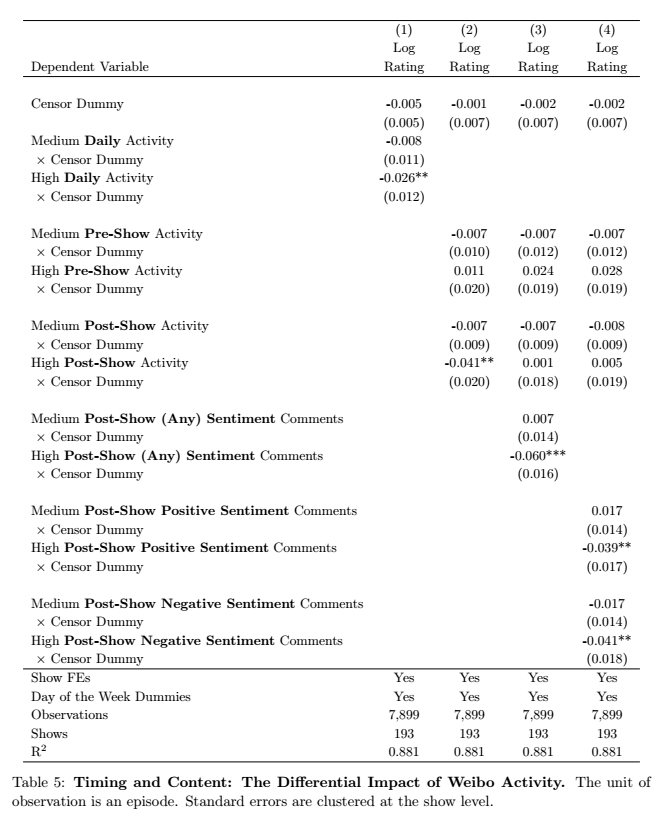 (1) (2) (3) (4)
Log Log Log Log
Dependent Variable Rating Rating Rating Rating
Censor Dummy -0.005 -0.001 -0.002 -0.002
(0.005) (0.007) (0.007) (0.007)
Medium Daily Activity -0.008
× Censor Dummy (0.011)
High Daily Activity -0.026**
× Censor Dummy (0.012)
Medium Pre-Show Activity -0.007 -0.007 -0.007
× Censor Dummy (0.010) (0.012) (0.012)
High Pre-Show Activity 0.011 0.024 0.028
× Censor Dummy (0.020) (0.019) (0.019)
Medium Post-Show Activity -0.007 -0.007 -0.008
× Censor Dummy (0.009) (0.009) (0.009)
High Post-Show Activity -0.041** 0.001 0.005
× Censor Dummy (0.020) (0.018) (0.019)
Medium Post-Show (Any) Sentiment Comments 0.007
× Censor Dummy (0.014)
High Post-Show (Any) Sentiment Comments -0.060***
× Censor Dummy (0.016)
Medium Post-Show Positive Sentiment Comments 0.017
× Censor Dummy (0.014)
High Post-Show Positive Sentiment Comments -0.039**
× Censor Dummy (0.017)
Medium Post-Show Negative Sentiment Comments -0.017
× Censor Dummy (0.014)
High Post-Show Negative Sentiment Comments -0.041**
× Censor Dummy (0.018)
Show FEs Yes Yes Yes Yes
Day of the Week Dummies Yes Yes Yes Yes
Observations 7,899 7,899 7,899 7,899
Shows 193 193 193 193
R² 0.881 0.881 0.881 0.881
Table 5: Timing and Content: The Differential Impact of Weibo Activity. The unit of
observation is an episode. Standard errors are clustered at the show level.